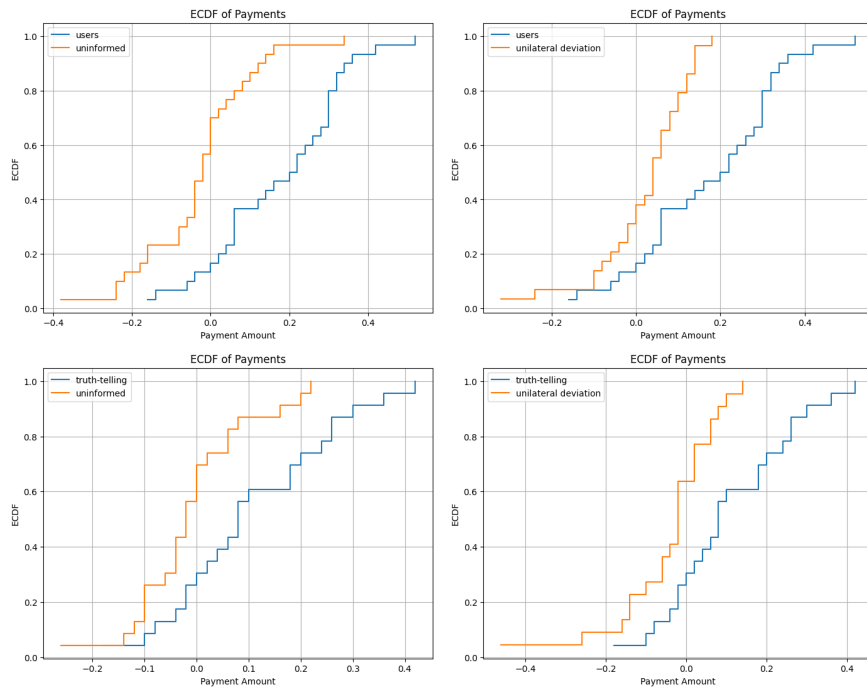 ECDF of Payments
users
uninformed
1.0
0.8
0.6
0.4
0.2
0.0
ECDF
−0.4
−0.2
0.0
0.2
0.4
Payment Amount
ECDF of Payments
users
unilateral deviation
1.0
0.8
0.6
0.4
0.2
0.0
ECDF
−0.2
0.0
0.2
0.4
Payment Amount
ECDF of Payments
truth-telling
uninformed
1.0
0.8
0.6
0.4
0.2
0.0
ECDF
−0.2
−0.1
0.0
0.1
0.2
0.3
0.4
Payment Amount
ECDF of Payments
truth-telling
unilateral deviation
1.0
0.8
0.6
0.4
0.2
0.0
ECDF
−0.4
−0.2
0.0
0.2
0.4
Payment Amount